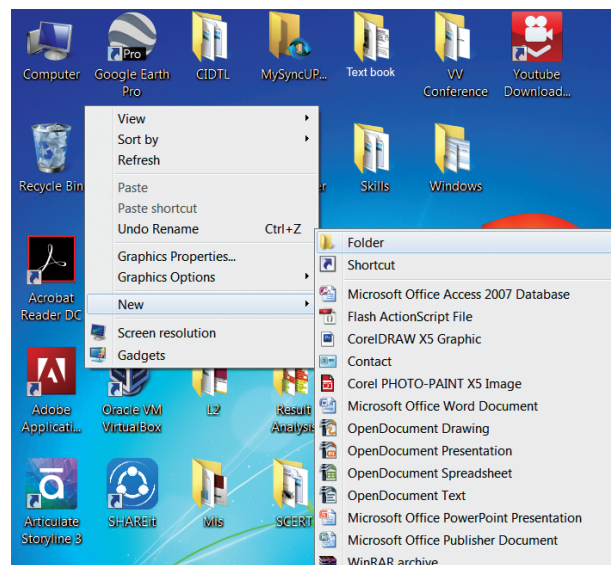 Computer
Google Earth
Pro
Pro
CIDTL
MySyncUP...
Text book
VV
Conference
Youtube
Download...
Recycle Bin
Skills
Windows
View
Sort by
Refresh
Paste
Paste shortcut
Undo Rename Ctrl+Z
Graphics Properties...
Graphics Options
New
Screen resolution
Gadgets
Folder
Shortcut
Microsoft Office Access 2007 Database
Flash ActionScript File
CorelDRAW X5 Graphic
Contact
Corel PHOTO-PAINT X5 Image
Microsoft Office Word Document
OpenDocument Drawing
OpenDocument Presentation
OpenDocument Spreadsheet
OpenDocument Text
Microsoft Office PowerPoint Presentation
Microsoft Office Publisher Document
WinRAR archive
Acrobat
Reader DC
Adobe
Applicati...
Oracle VM
VirtualBox
L2
Result
Analysis
Articulate
Storyline 3
SHAREit
Mis
SCERT